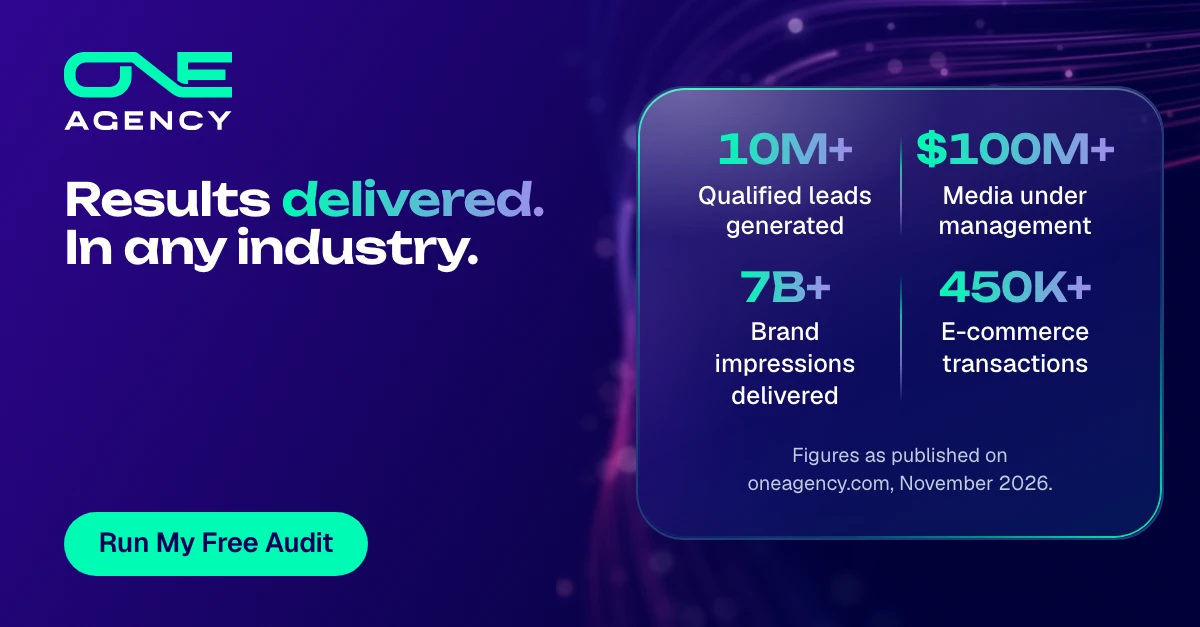 ONE
AGENCY
Results delivered.
In any industry.
Run My Free Audit
10M+
Qualified leads
generated
$100M+
Media under
management
7B+
Brand
impressions
delivered
450K+
E-commerce
transactions
Figures as published on
oneagency.com, November 2026.